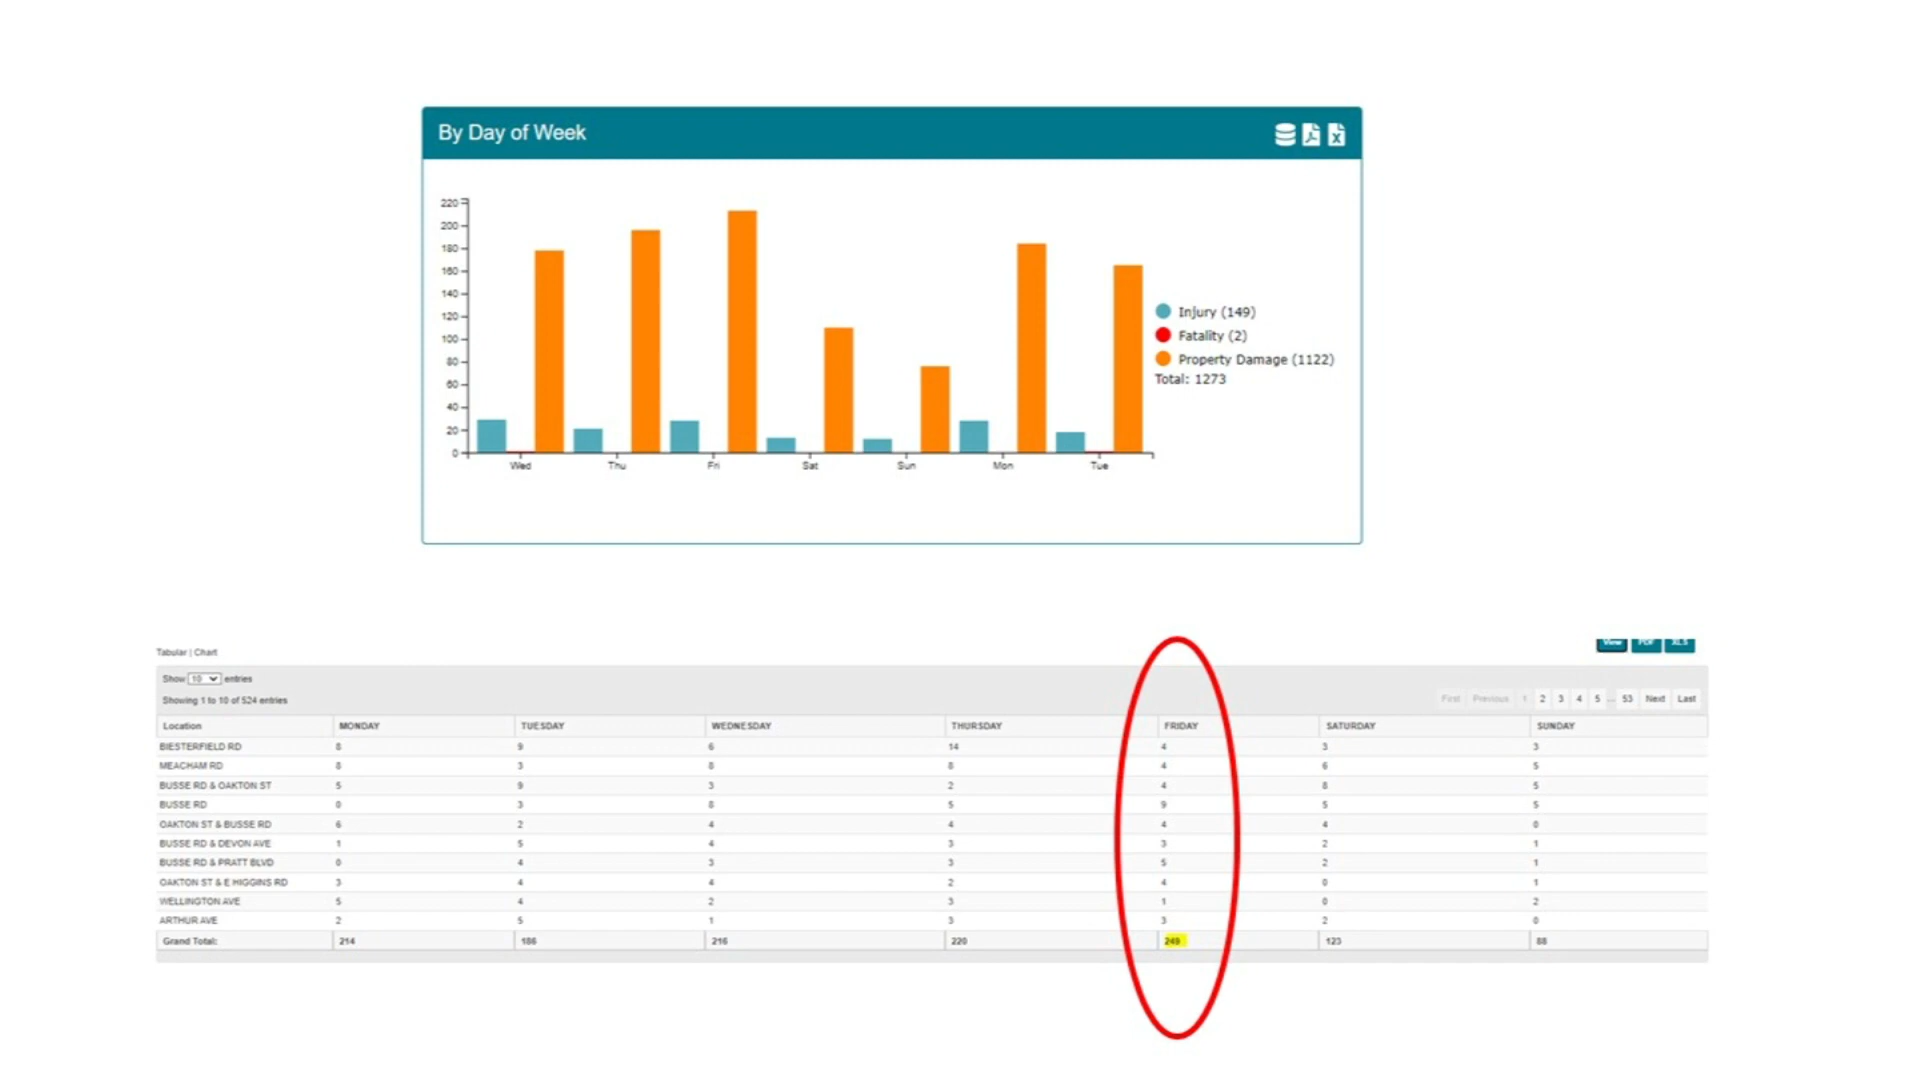 By Day of Week
220
200
180
160
140
120
100
80
60
40
20
0
Wed Thu Fri Sat Sun Mon Tue
Injury (149)
Fatality (2)
Property Damage (1122)
Total: 1273
Tabular | Chart
View PDF XLS
Show 10 entries
Showing 1 to 10 of 524 entries
First Previous 1 2 3 4 5 ... 53 Next Last
Location MONDAY TUESDAY WEDNESDAY THURSDAY FRIDAY SATURDAY SUNDAY
BIESTERFIELD RD 8 9 6 14 4 3 3
MEACHAM RD 8 3 8 8 4 6 5
BUSSE RD & OAKTON ST 5 9 3 2 4 8 5
BUSSE RD 0 3 8 5 9 5 5
OAKTON ST & BUSSE RD 6 2 4 4 4 4 0
BUSSE RD & DEVON AVE 1 5 4 3 3 2 1
BUSSE RD & PRATT BLVD 0 4 3 3 5 2 1
OAKTON ST & E HIGGINS RD 3 4 4 2 4 0 1
WELLINGTON AVE 5 4 2 3 1 0 2
ARTHUR AVE 2 5 1 3 3 2 0
Grand Total: 214 186 216 220 249 123 88